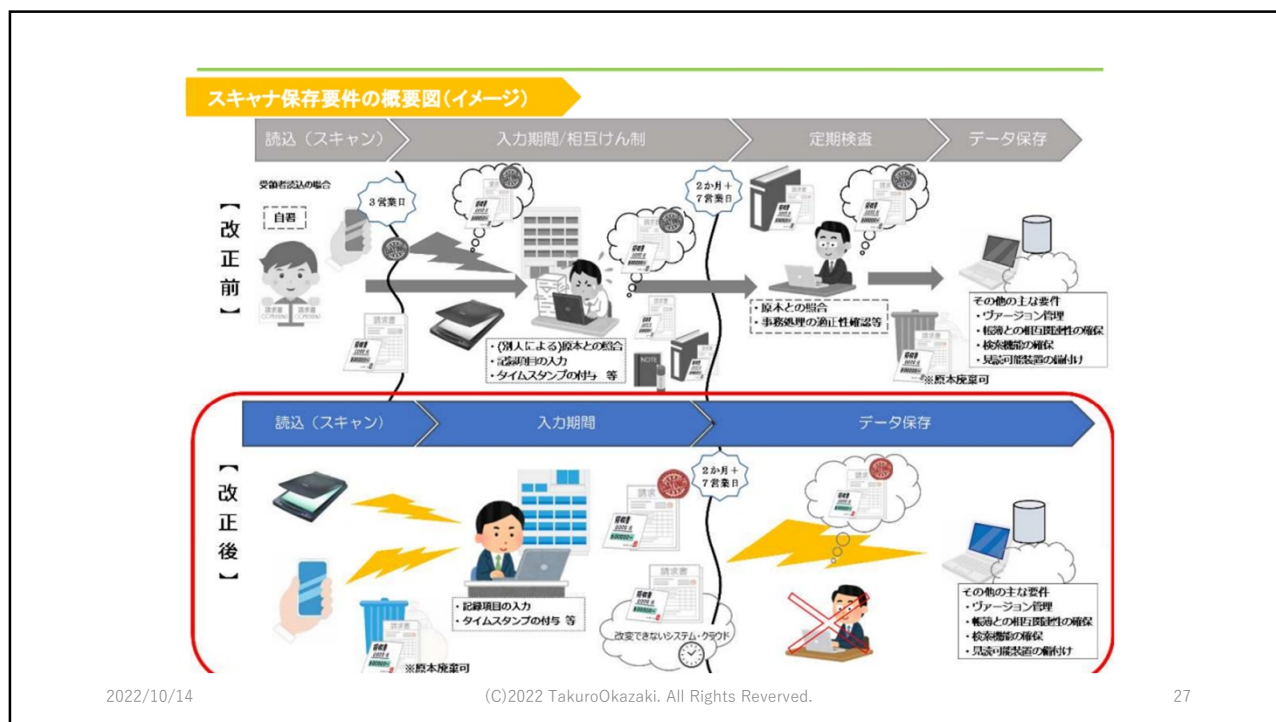 スキャナ保存要件の概要図(イメージ)
読込（スキャン）
入力期間/相互けん制
定期検査
データ保存
【改正前】
受領者読込の場合
自署
3営業日
2か月＋
7営業日
請求書
請求書
NOTE
・(別人による)原本との照合
・記録項目の入力
・タイムスタンプの付与 等
・原本との照合
・事務処理の適正性確認等
※原本廃棄可
その他の主な要件
・ヴァージョン管理
・帳簿との相互関連性の確保
・検索機能の確保
・見読可能装置の備付け
読込（スキャン）
入力期間
データ保存
【改正後】
2か月＋
7営業日
請求書
領収書
・記録項目の入力
・タイムスタンプの付与 等
※原本廃棄可
改変できないシステム・クラウド
その他の主な要件
・ヴァージョン管理
・帳簿との相互関連性の確保
・検索機能の確保
・見読可能装置の備付け
2022/10/14
(C)2022 TakuroOkazaki. All Rights Reverved.
27